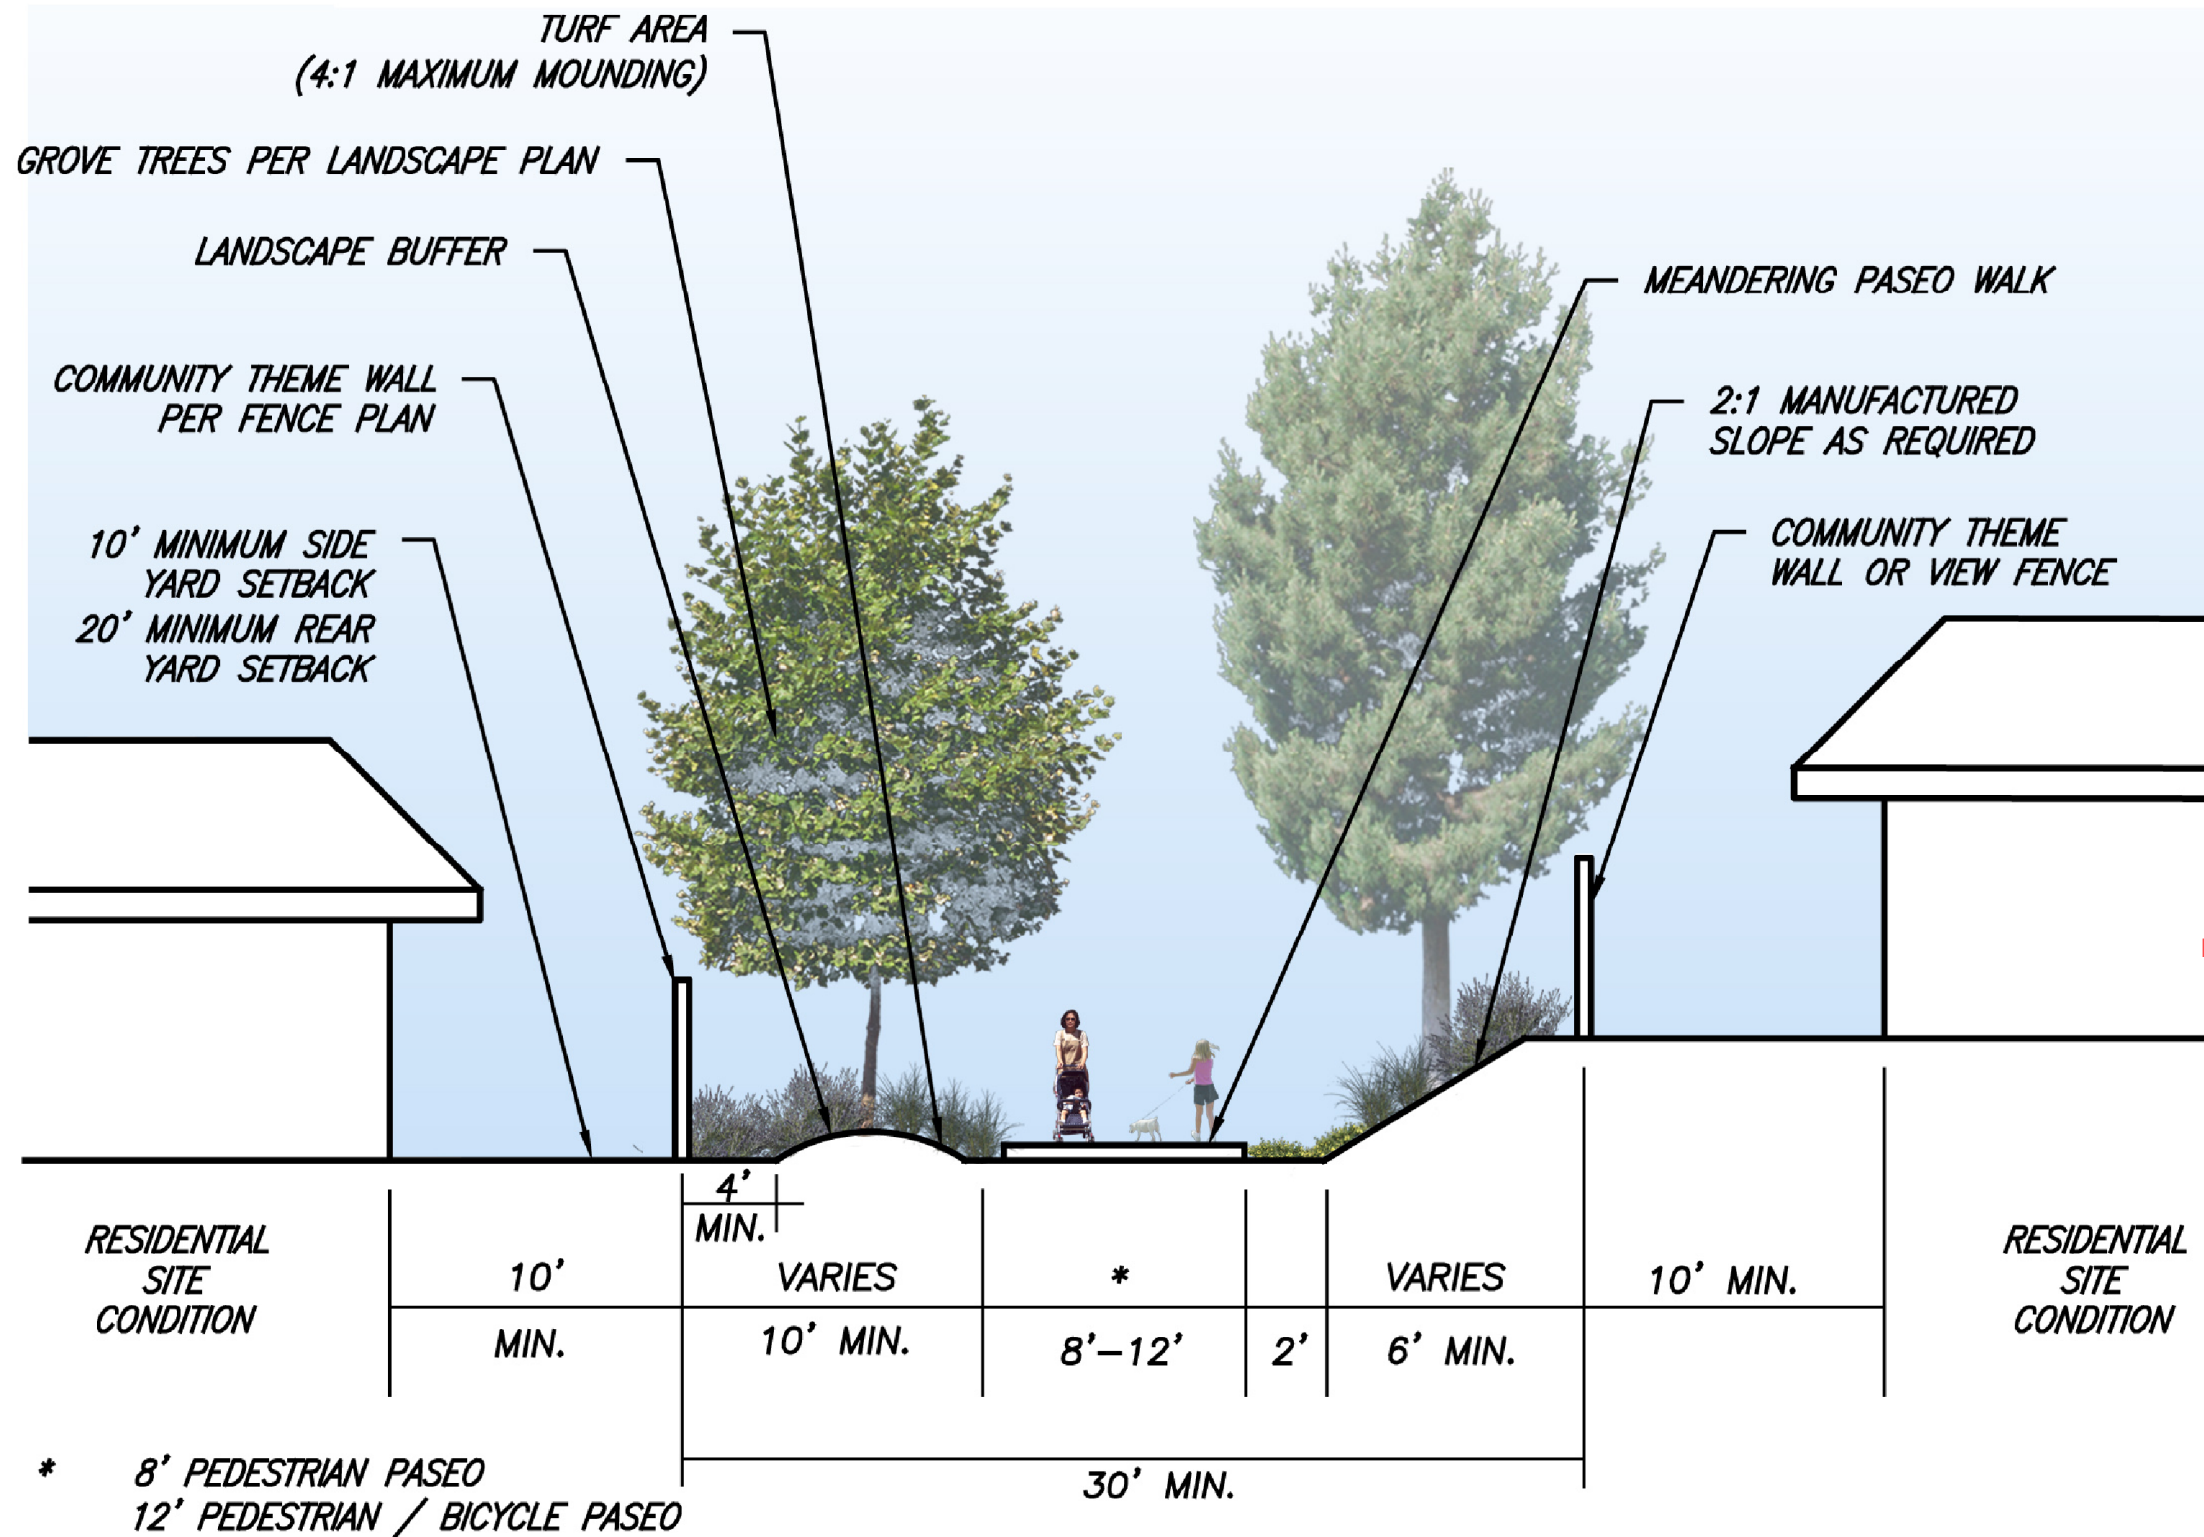 TURF AREA
(4:1 MAXIMUM MOUNDING)
GROVE TREES PER LANDSCAPE PLAN
LANDSCAPE BUFFER
COMMUNITY THEME WALL
PER FENCE PLAN
10' MINIMUM SIDE
YARD SETBACK
20' MINIMUM REAR
YARD SETBACK
MEANDERING PASEO WALK
2:1 MANUFACTURED
SLOPE AS REQUIRED
COMMUNITY THEME
WALL OR VIEW FENCE
RESIDENTIAL
SITE
CONDITION
10'
MIN.
4'
MIN.
VARIES
10' MIN.
*
8'-12'
2'
VARIES
6' MIN.
10' MIN.
RESIDENTIAL
SITE
CONDITION
30' MIN.
* 8' PEDESTRIAN PASEO
12' PEDESTRIAN / BICYCLE PASEO